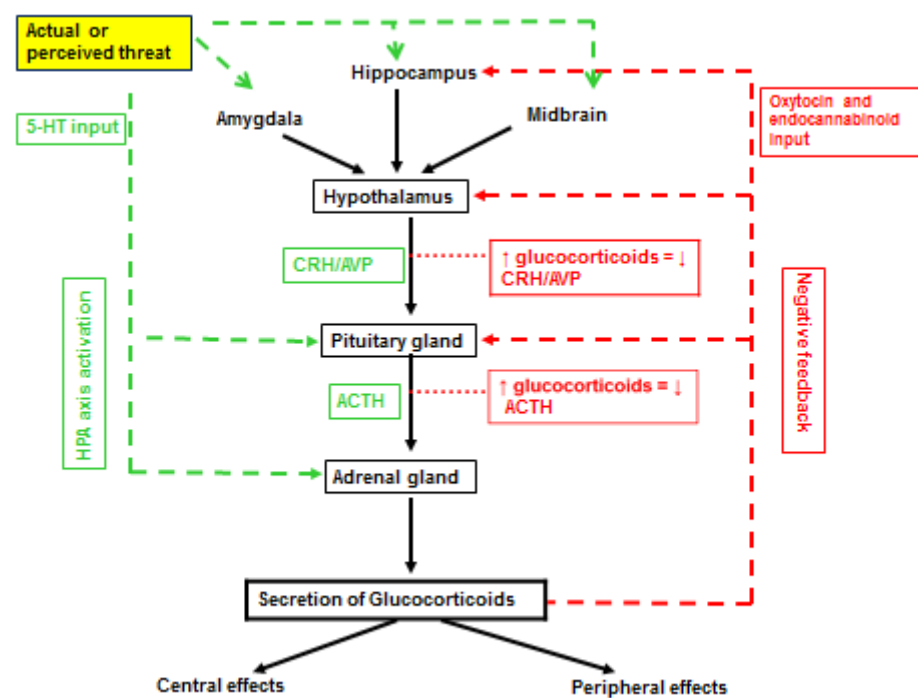 Actual or
perceived threat
Hippocampus
Amygdala
Midbrain
5-HT input
Oxytocin and
endocannabinoid
input
Hypothalamus
CRH/AVP
↑ glucocorticoids = ↓
CRH/AVP
HPA axis activation
Negative feedback
Pituitary gland
ACTH
↑ glucocorticoids = ↓
ACTH
Adrenal gland
Secretion of Glucocorticoids
Central effects
Peripheral effects